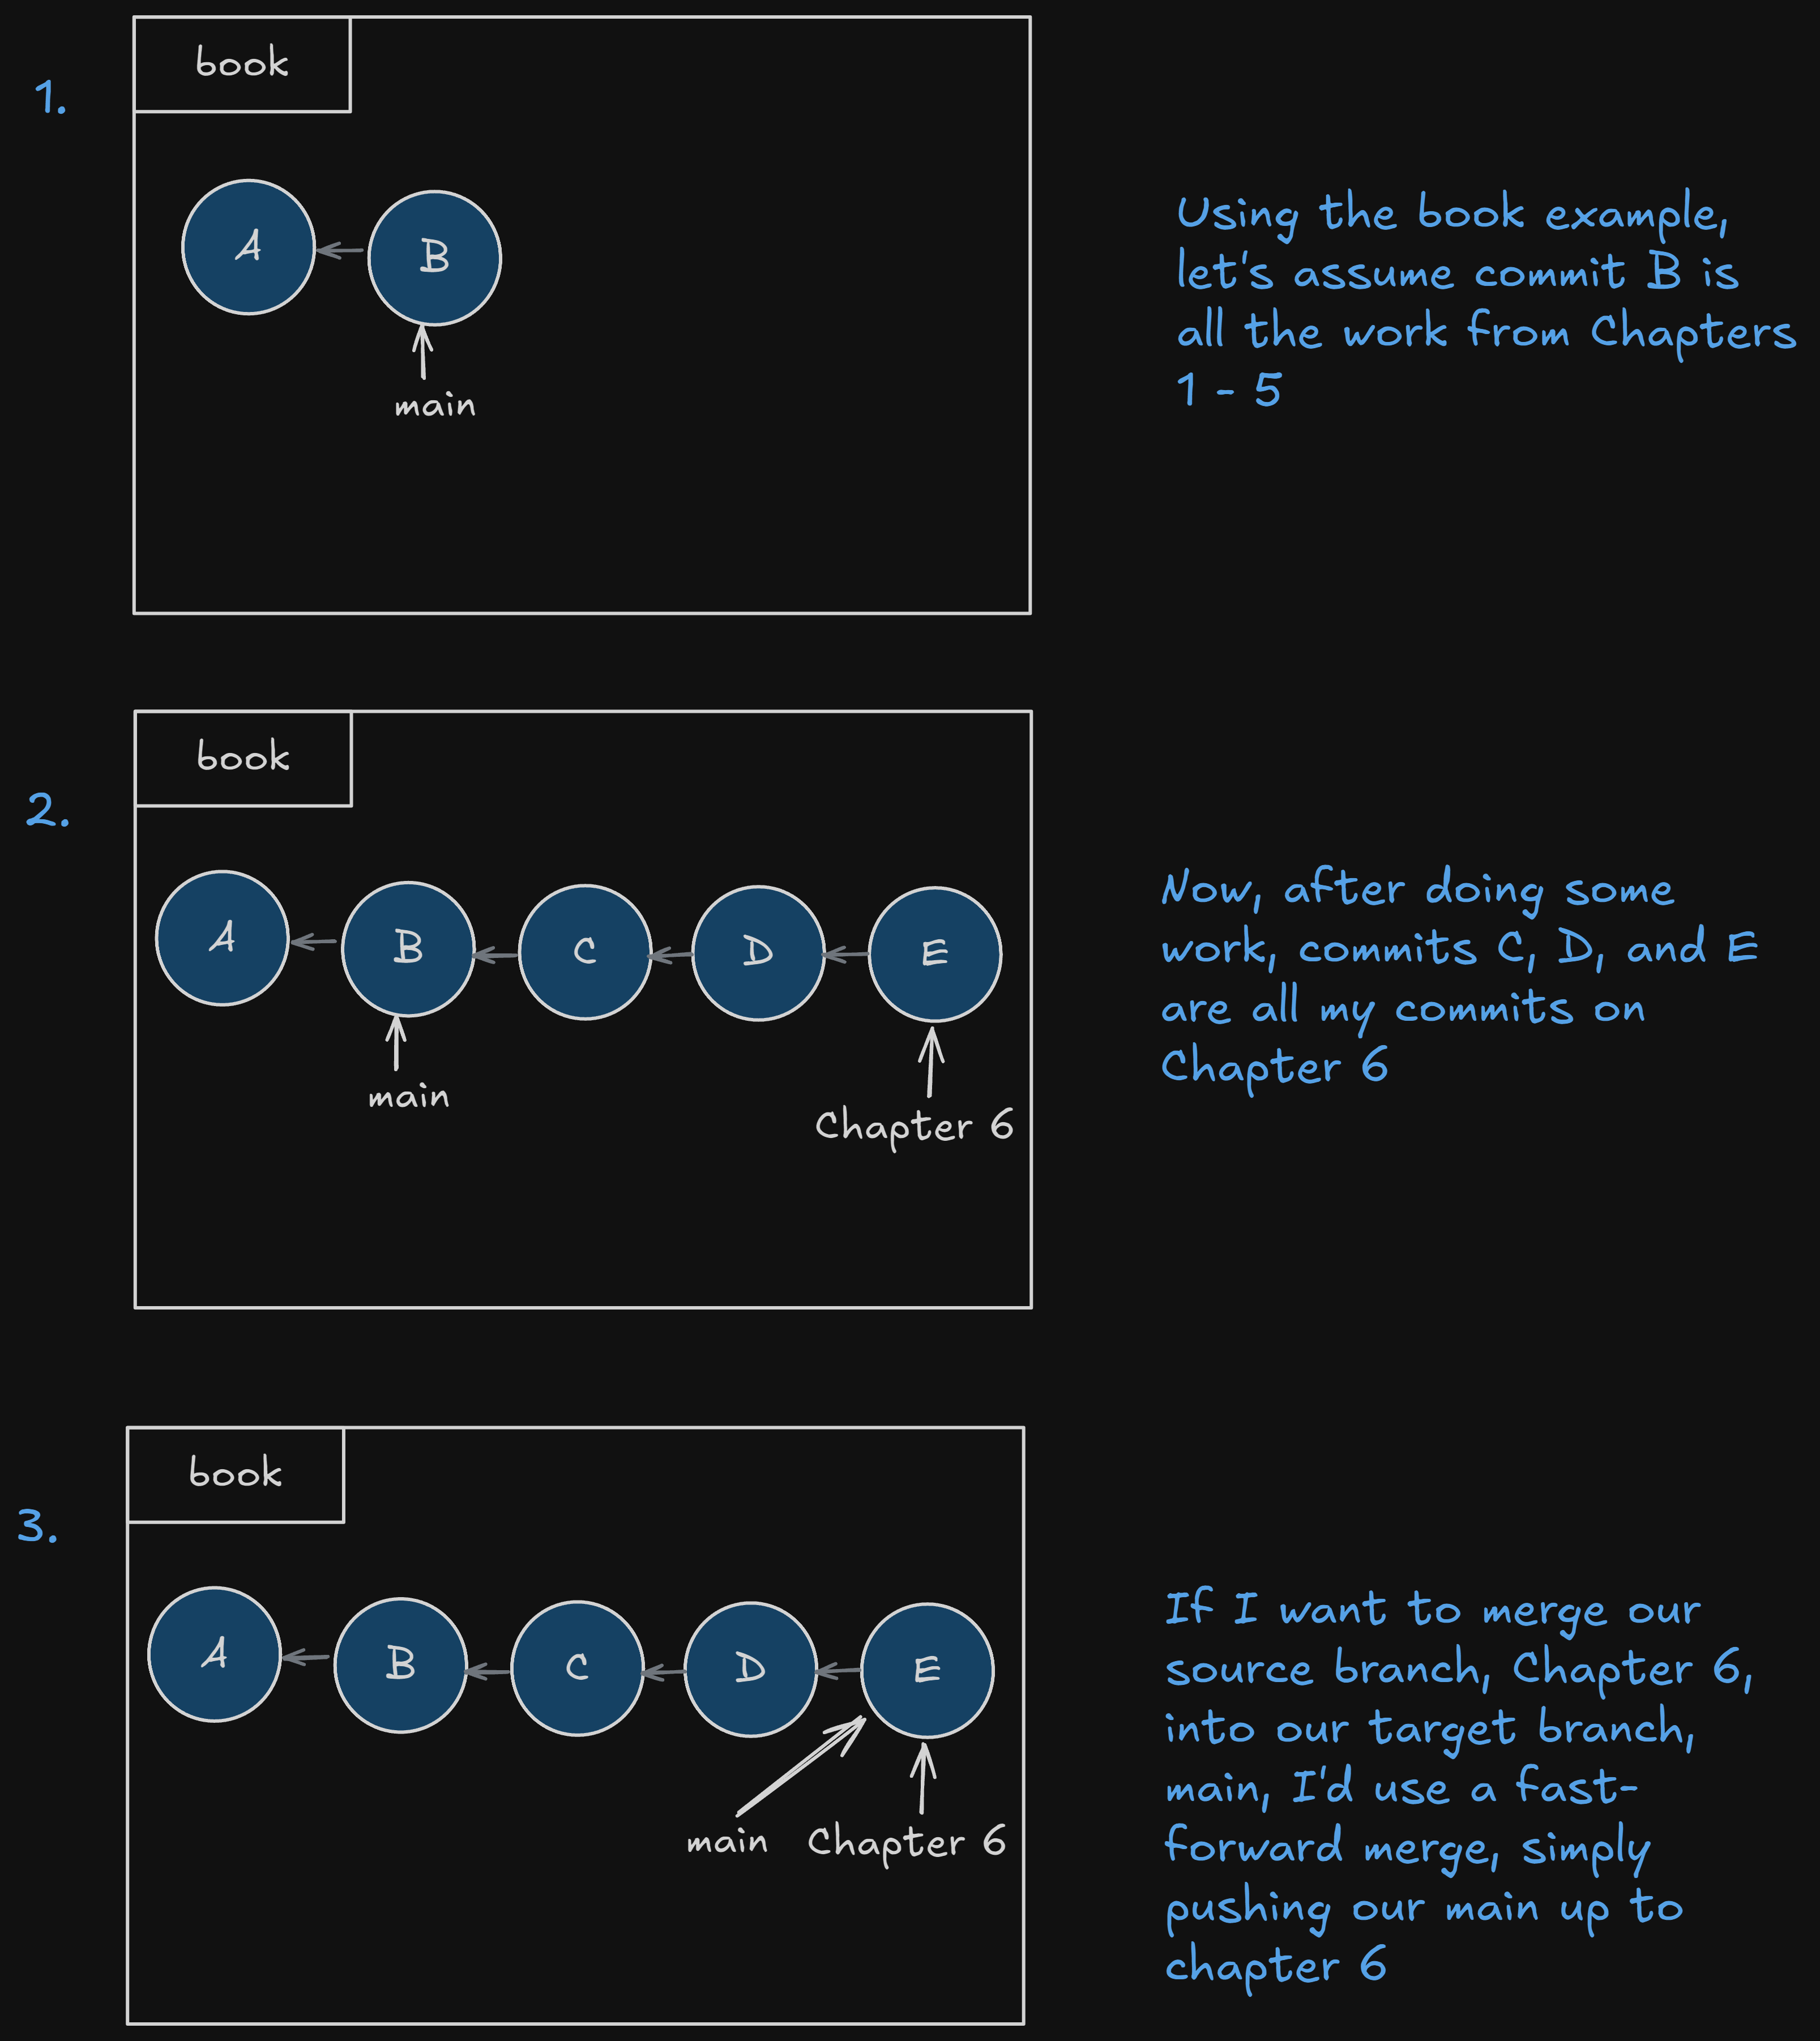 book
1.
A
B
main
Using the book example,
let's assume commit B is
all the work from Chapters
1 - 5
book
2.
A
B
C
D
E
main
Chapter 6
Now, after doing some
work, commits C, D, and E
are all my commits on
Chapter 6
book
3.
A
B
C
D
E
main
Chapter 6
If I want to merge our
source branch, Chapter 6,
into our target branch,
main, I'd use a fast-
forward merge, simply
pushing our main up to
chapter 6